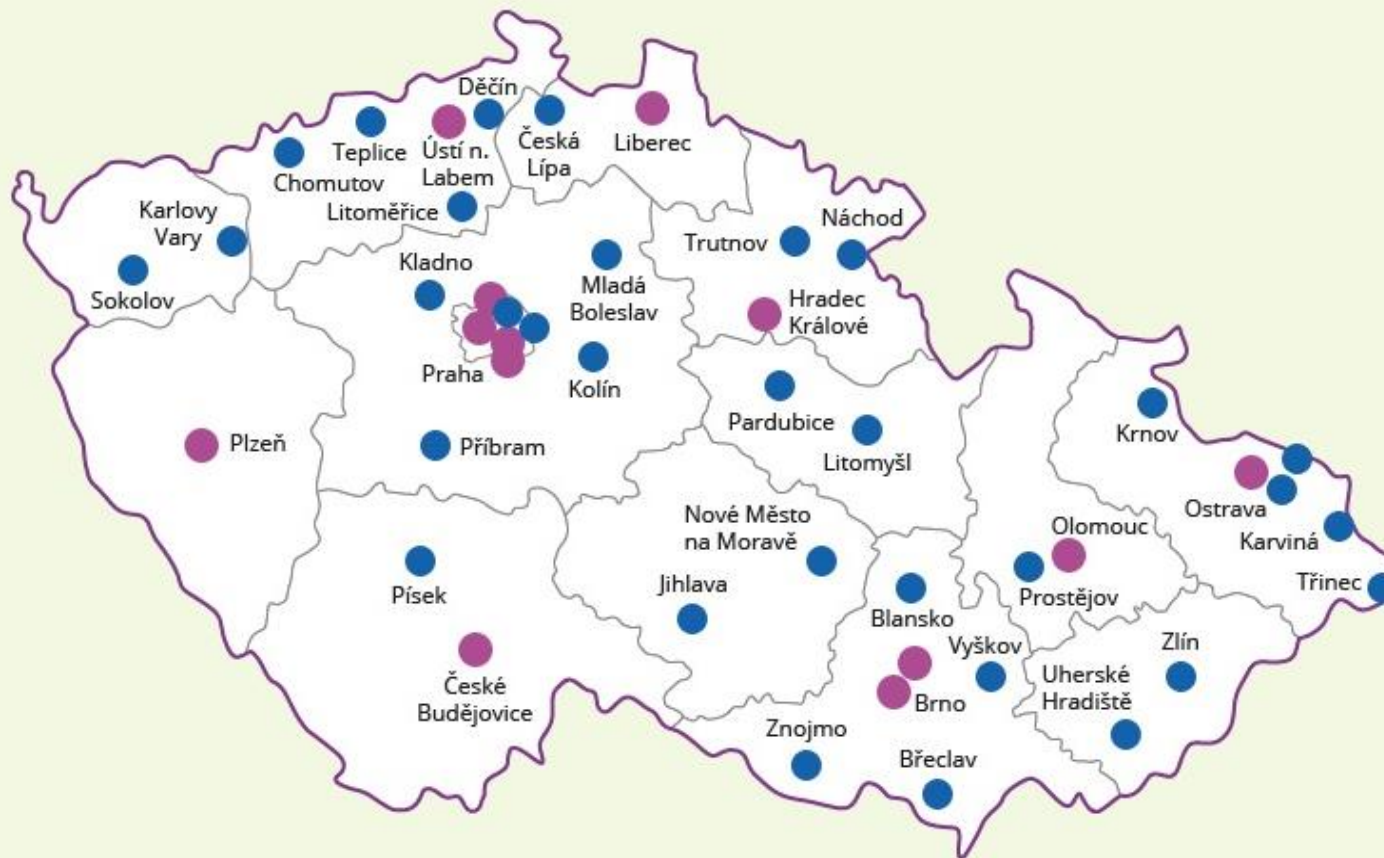 Děčín
Teplice
Ústí n.
Labem
Česká
Lípa
Liberec
Chomutov
Litoměřice
Karlovy
Vary
Sokolov
Náchod
Trutnov
Kladno
Mladá
Boleslav
Hradec
Králové
Praha
Kolín
Pardubice
Krnov
Plzeň
Příbram
Litomyšl
Ostrava
Nové Město
na Moravě
Olomouc
Karviná
Jihlava
Písek
Třinec
Prostějov
Blansko
Vyškov
Zlín
Uherské
Hradiště
České
Budějovice
Brno
Znojmo
Břeclav